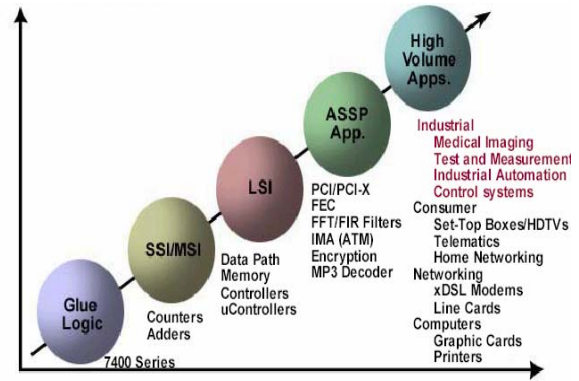 High
Volume
Apps.
ASSP
App.
LSI
SSI/MSI
Glue
Logic
7400 Series
Counters
Adders
Data Path
Memory
Controllers
uControllers
PCI/PCI-X
FEC
FFT/FIR Filters
IMA (ATM)
Encryption
MP3 Decoder
Industrial
Medical Imaging
Test and Measurement
Industrial Automation
Control systems
Consumer
Set-Top Boxes/HDTVs
Telematics
Home Networking
Networking
xDSL Modems
Line Cards
Computers
Graphic Cards
Printers